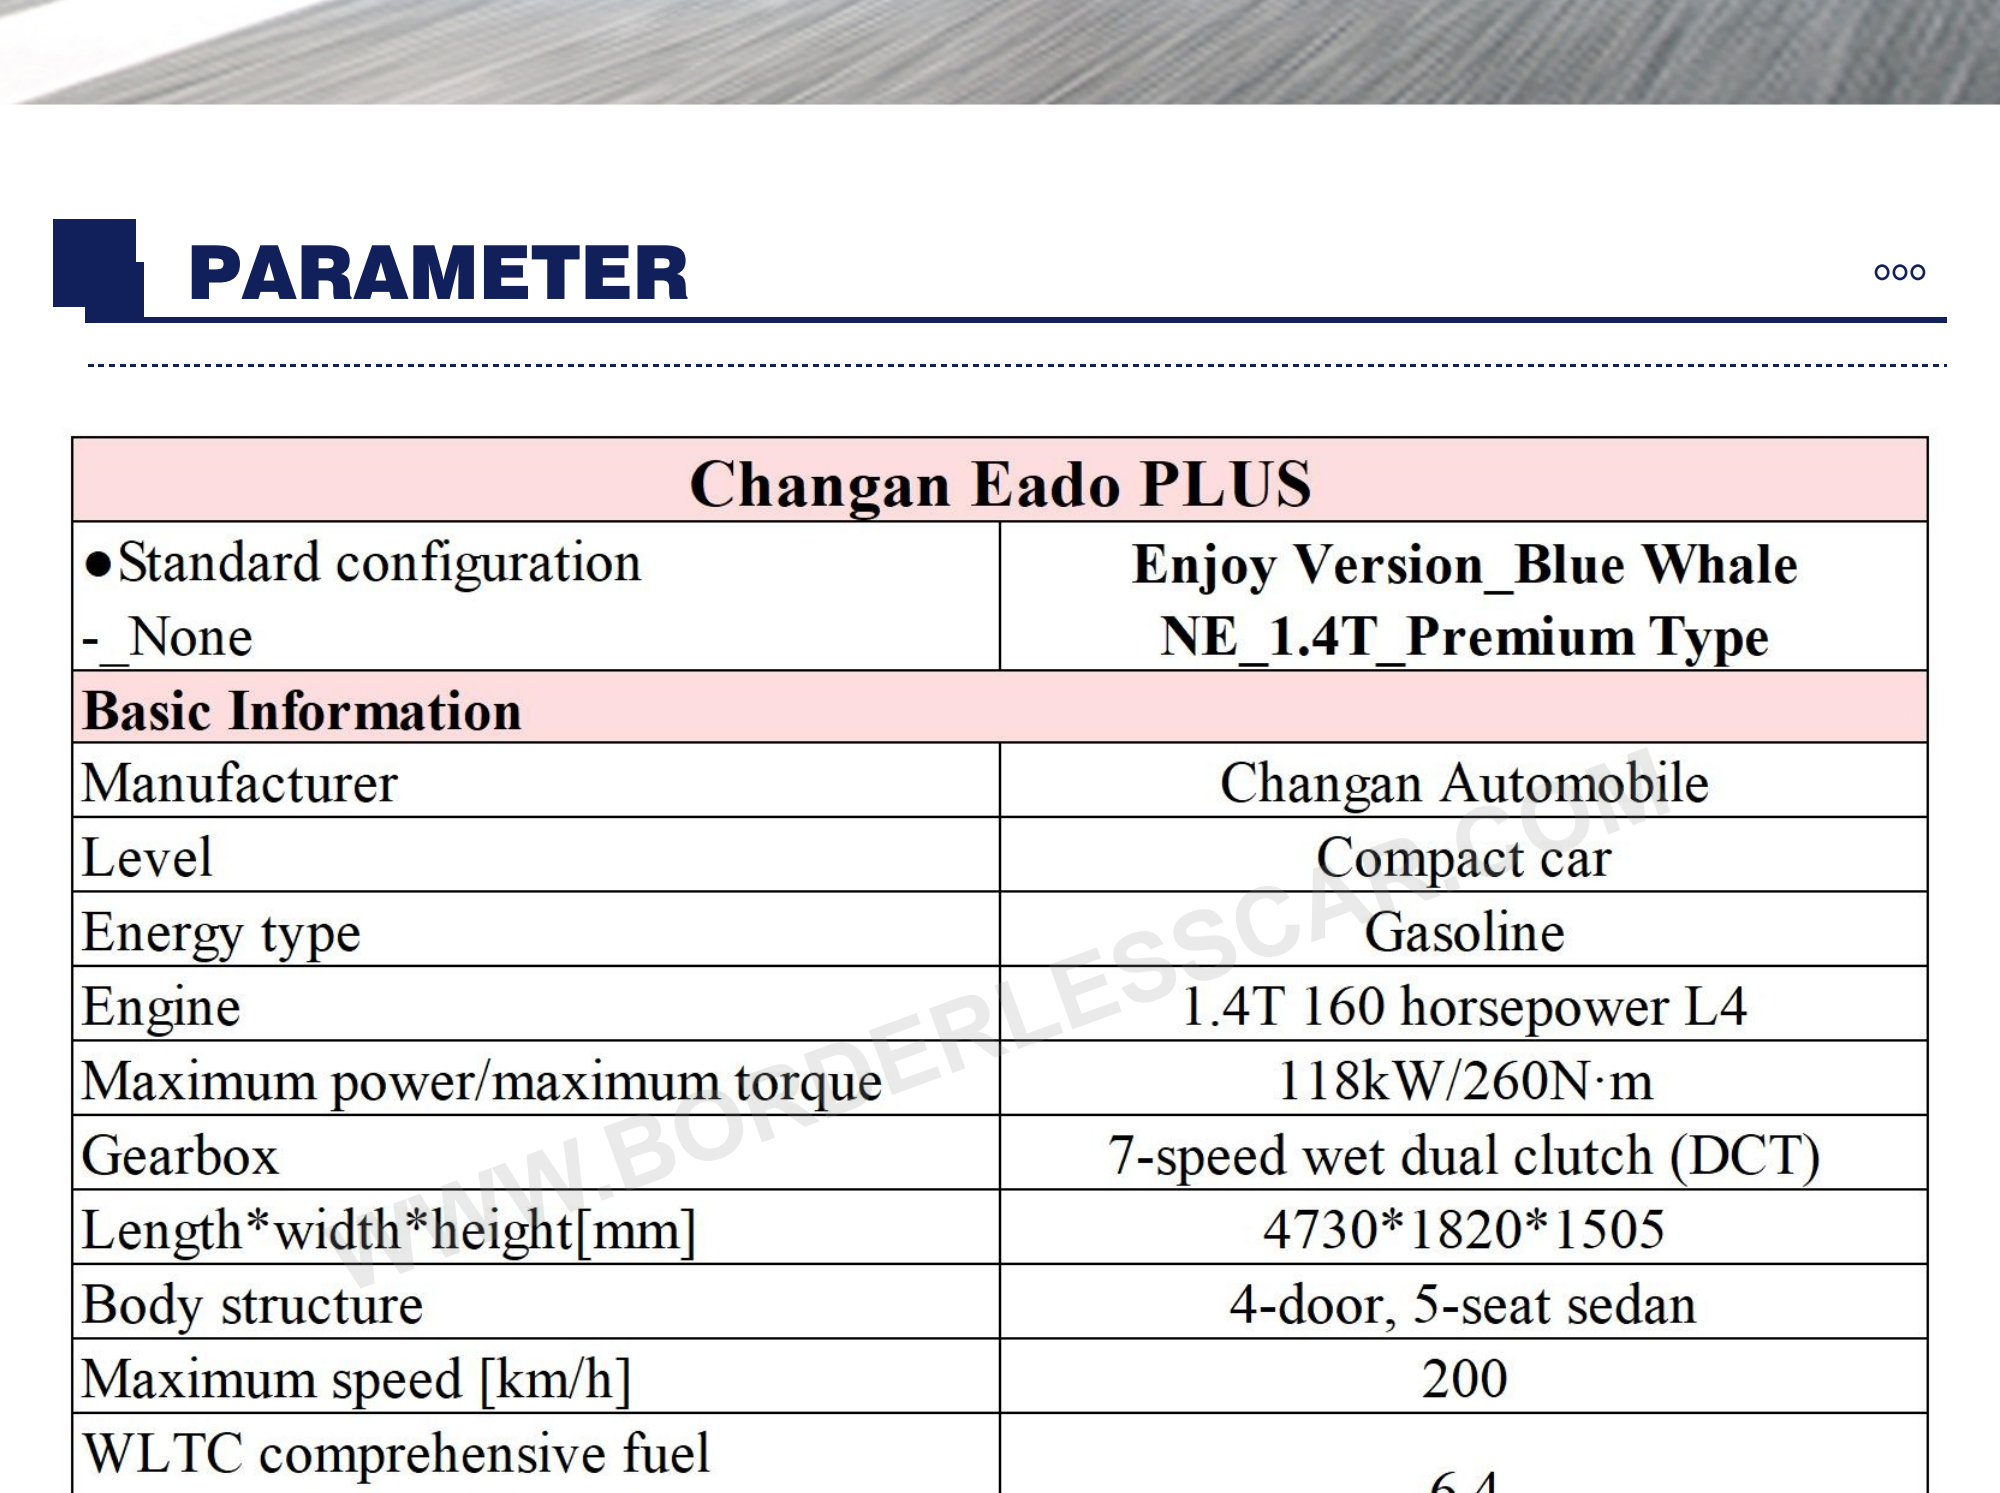 PARAMETER
Changan Eado PLUS
●Standard configuration
-_None
Enjoy Version_Blue Whale
NE_1.4T_Premium Type
Basic Information
Manufacturer
Changan Automobile
Level
Compact car
Energy type
Gasoline
Engine
1.4T 160 horsepower L4
Maximum power/maximum torque
118kW/260N·m
Gearbox
7-speed wet dual clutch (DCT)
Length*width*height[mm]
4730*1820*1505
Body structure
4-door, 5-seat sedan
Maximum speed [km/h]
200
WLTC comprehensive fuel
6.4
WWW.BORDERLESSCAR.COM